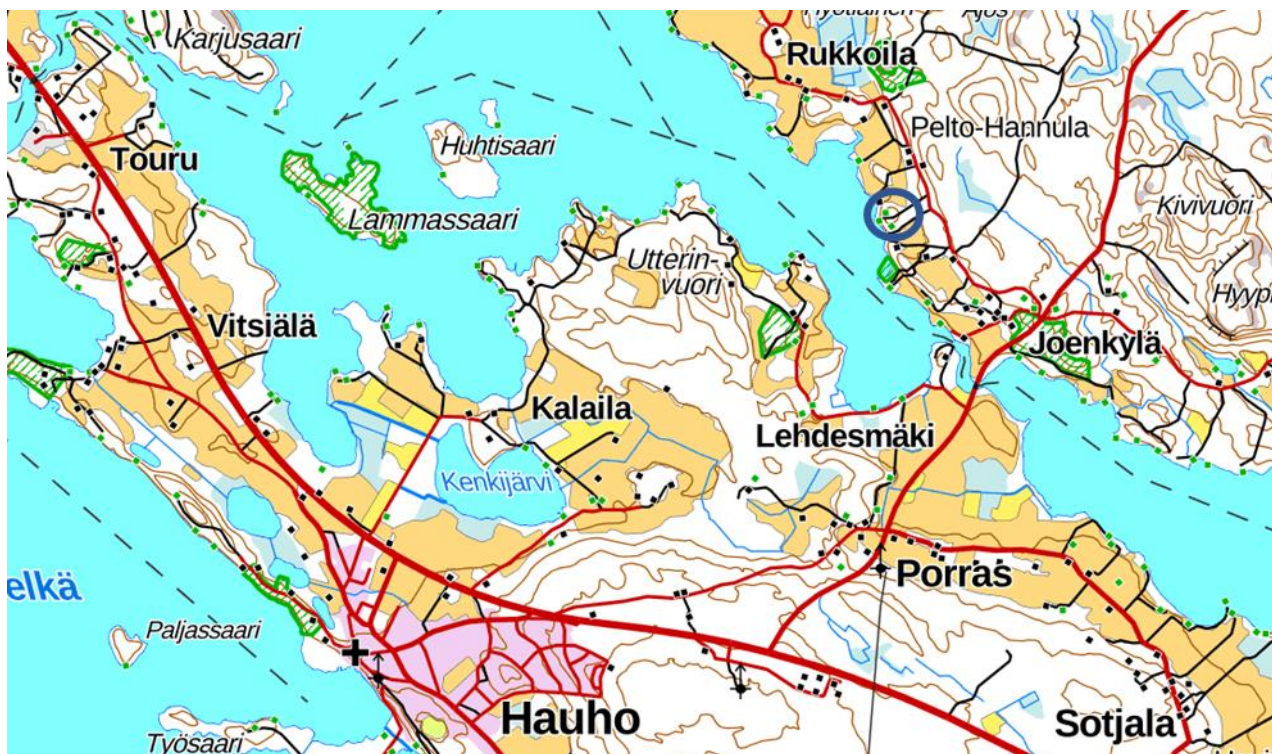 Karjusaari
Rukkoila
Ajos
Pelto-Hannula
Touru
Huhtisaari
Lammassaari
Kivivuori
Utterin-
vuori
Vitsiälä
Joenkylä
Kalaila
Lehdesmäki
Kenkijärvi
Porras
elkä
Paljassaari
Hauho
Sotjala
Työsaari